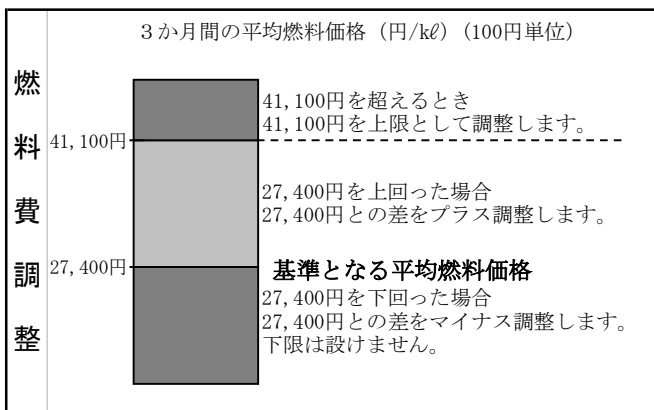 燃料費調整
3か月間の平均燃料価格（円/kℓ）(100円単位)
41,100円を超えるとき
41,100円を上限として調整します。
41,100円
27,400円を上回った場合
27,400円との差をプラス調整します。
27,400円
基準となる平均燃料価格
27,400円を下回った場合
27,400円との差をマイナス調整します。
下限は設けません。